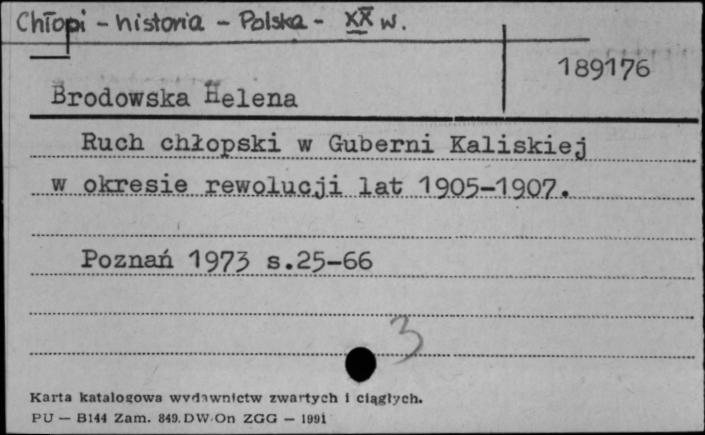 Chłopi - historia - Polska - XX w.
189176
Brodowska Helena
Ruch chłopski w Guberni Kaliskiej
w okresie rewolucji lat 1905-1907.
Poznań 1973 s.25-66
3
Karta katalogowa wydawnictw zwartych i ciągłych.
PU — B144 Zam. 849. DW. On ZGG — 1991